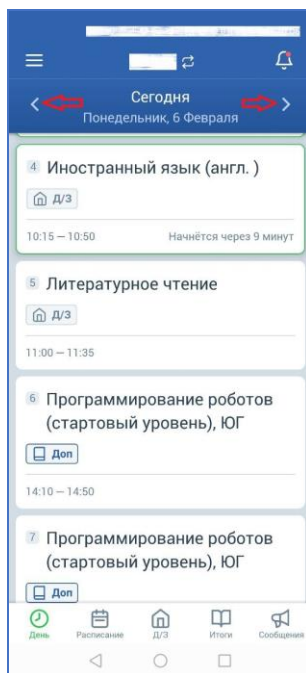 Сегодня
Понедельник, 6 Февраля
4 Иностранный язык (англ. )
Д/З
10:15 — 10:50 Начнётся через 9 минут
5 Литературное чтение
Д/З
11:00 — 11:35
6 Программирование роботов
(стартовый уровень), ЮГ
Доп
14:10 — 14:50
7 Программирование роботов
(стартовый уровень), ЮГ
Доп
День Расписание Д/З Итоги Сообщения